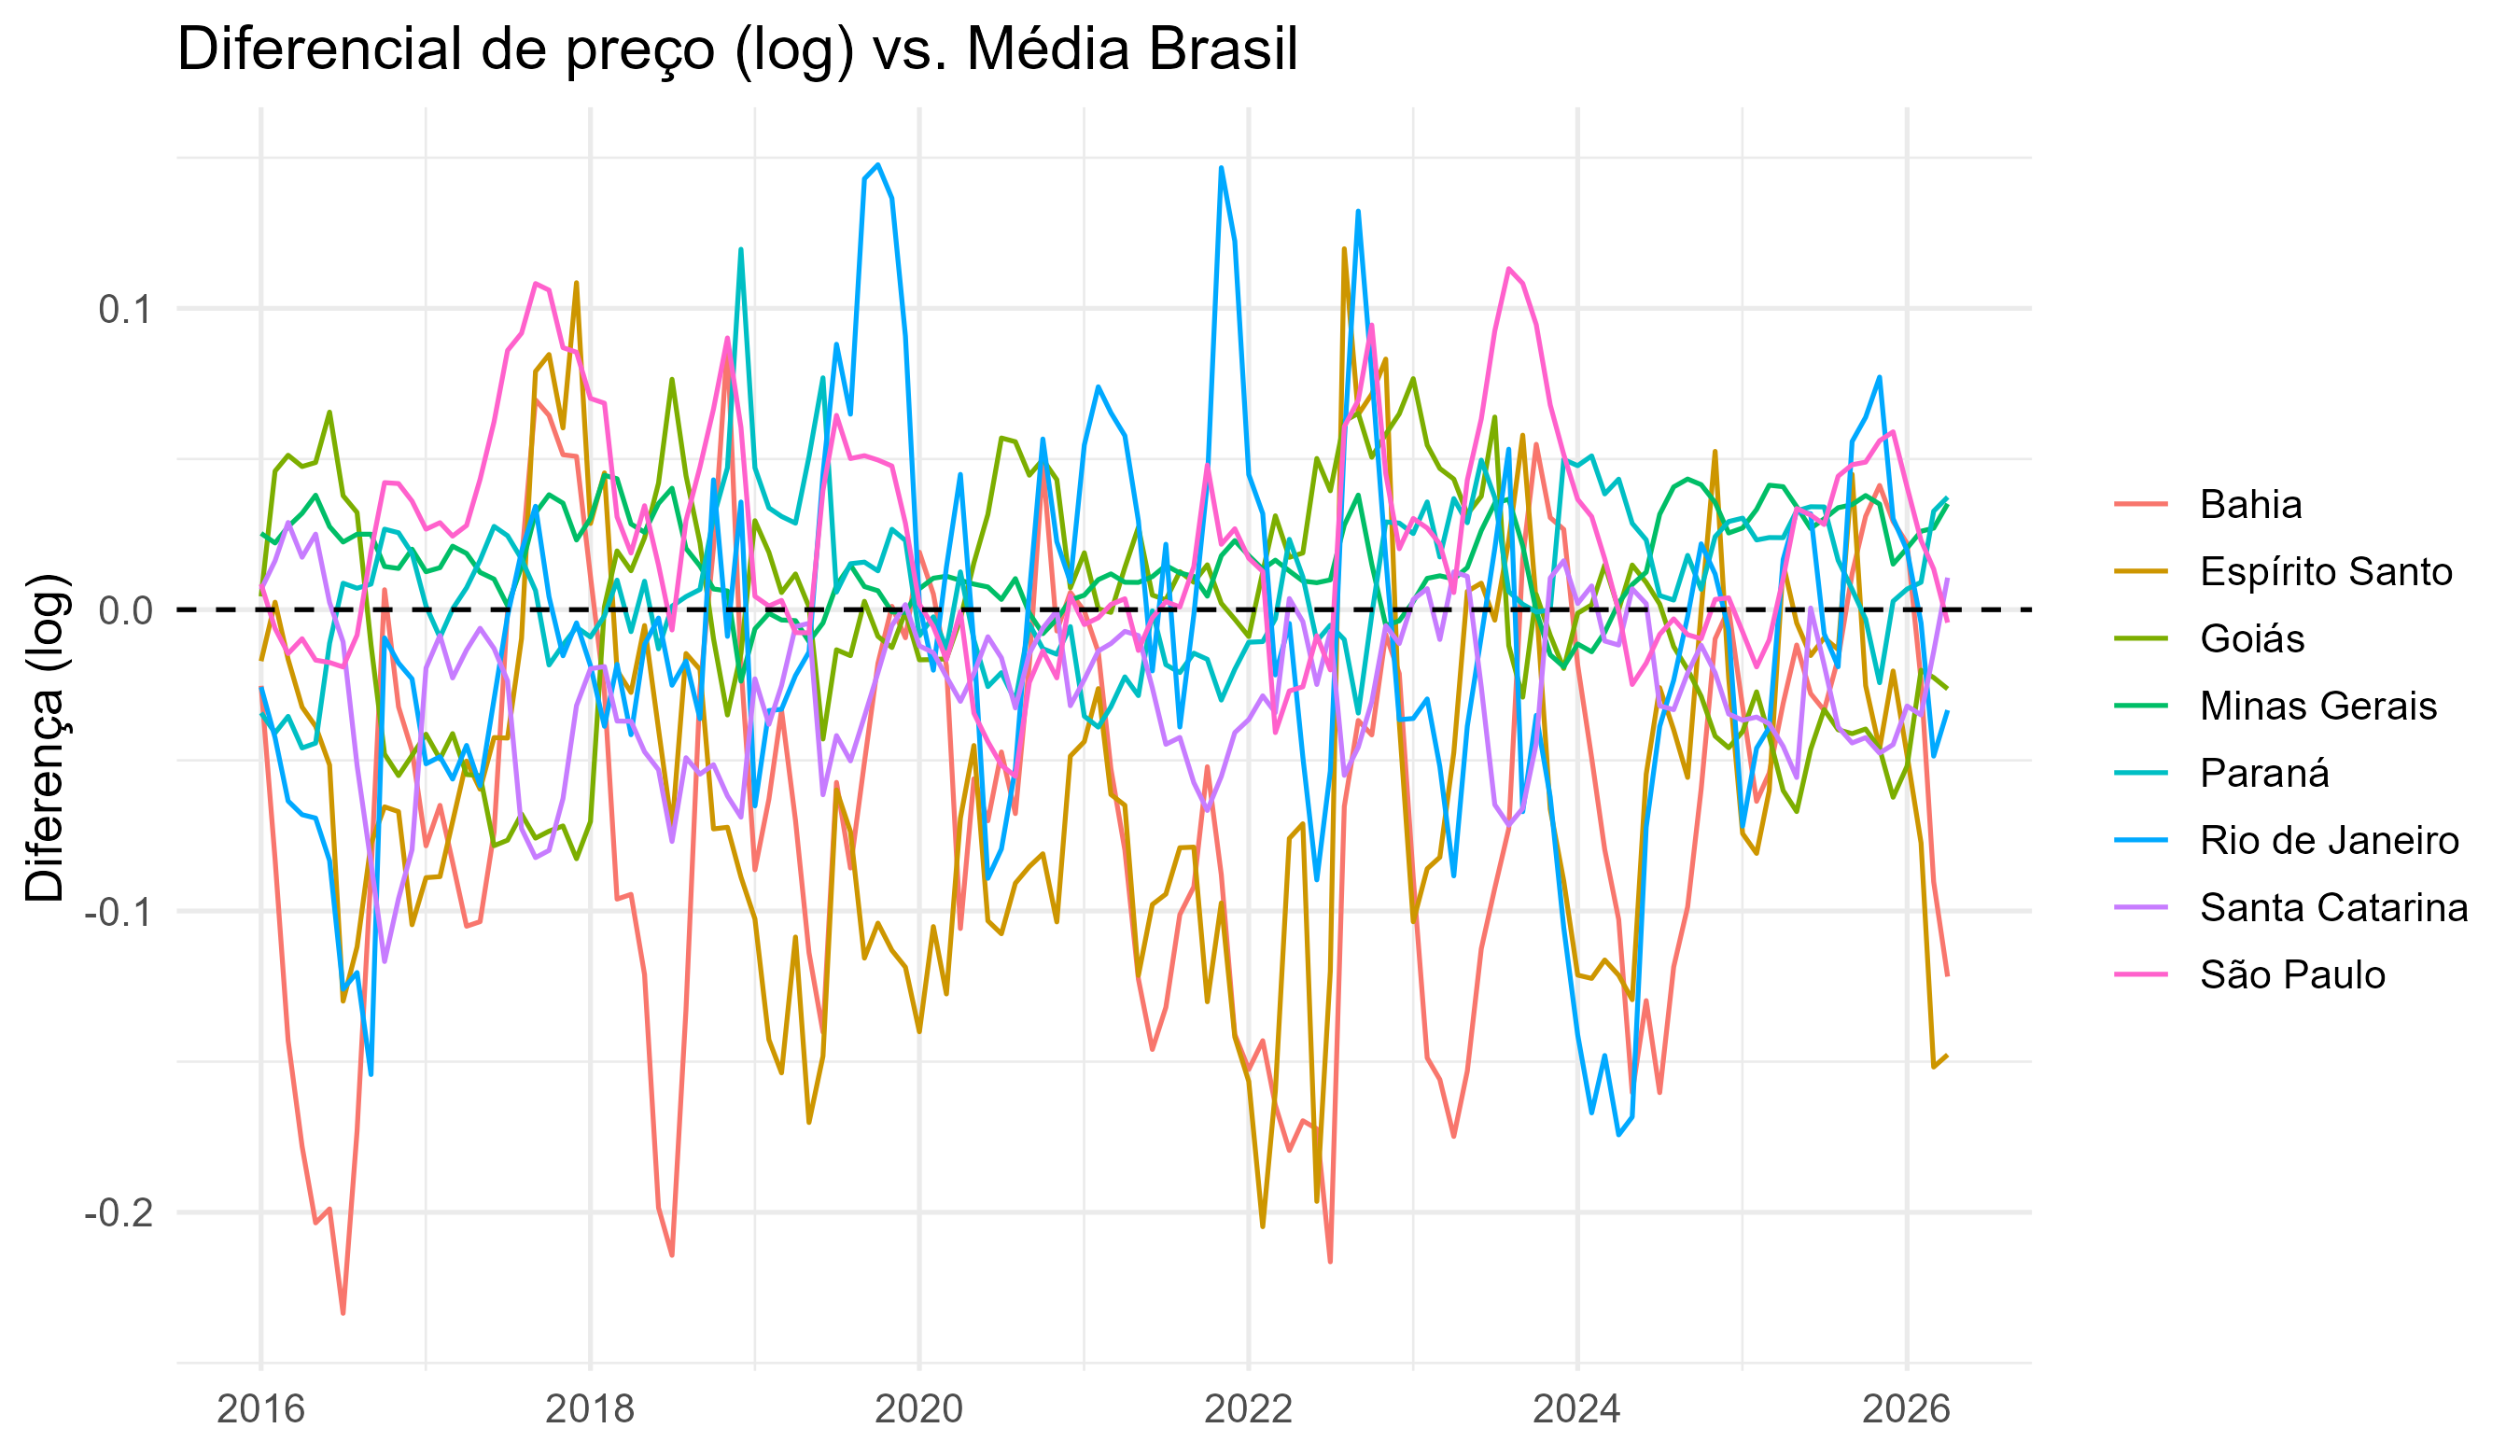 Diferencial de preço (log) vs. Média Brasil
Diferença (log)
0.1
0.0
-0.1
-0.2
2016
2018
2020
2022
2024
2026
Bahia
Espírito Santo
Goiás
Minas Gerais
Paraná
Rio de Janeiro
Santa Catarina
São Paulo